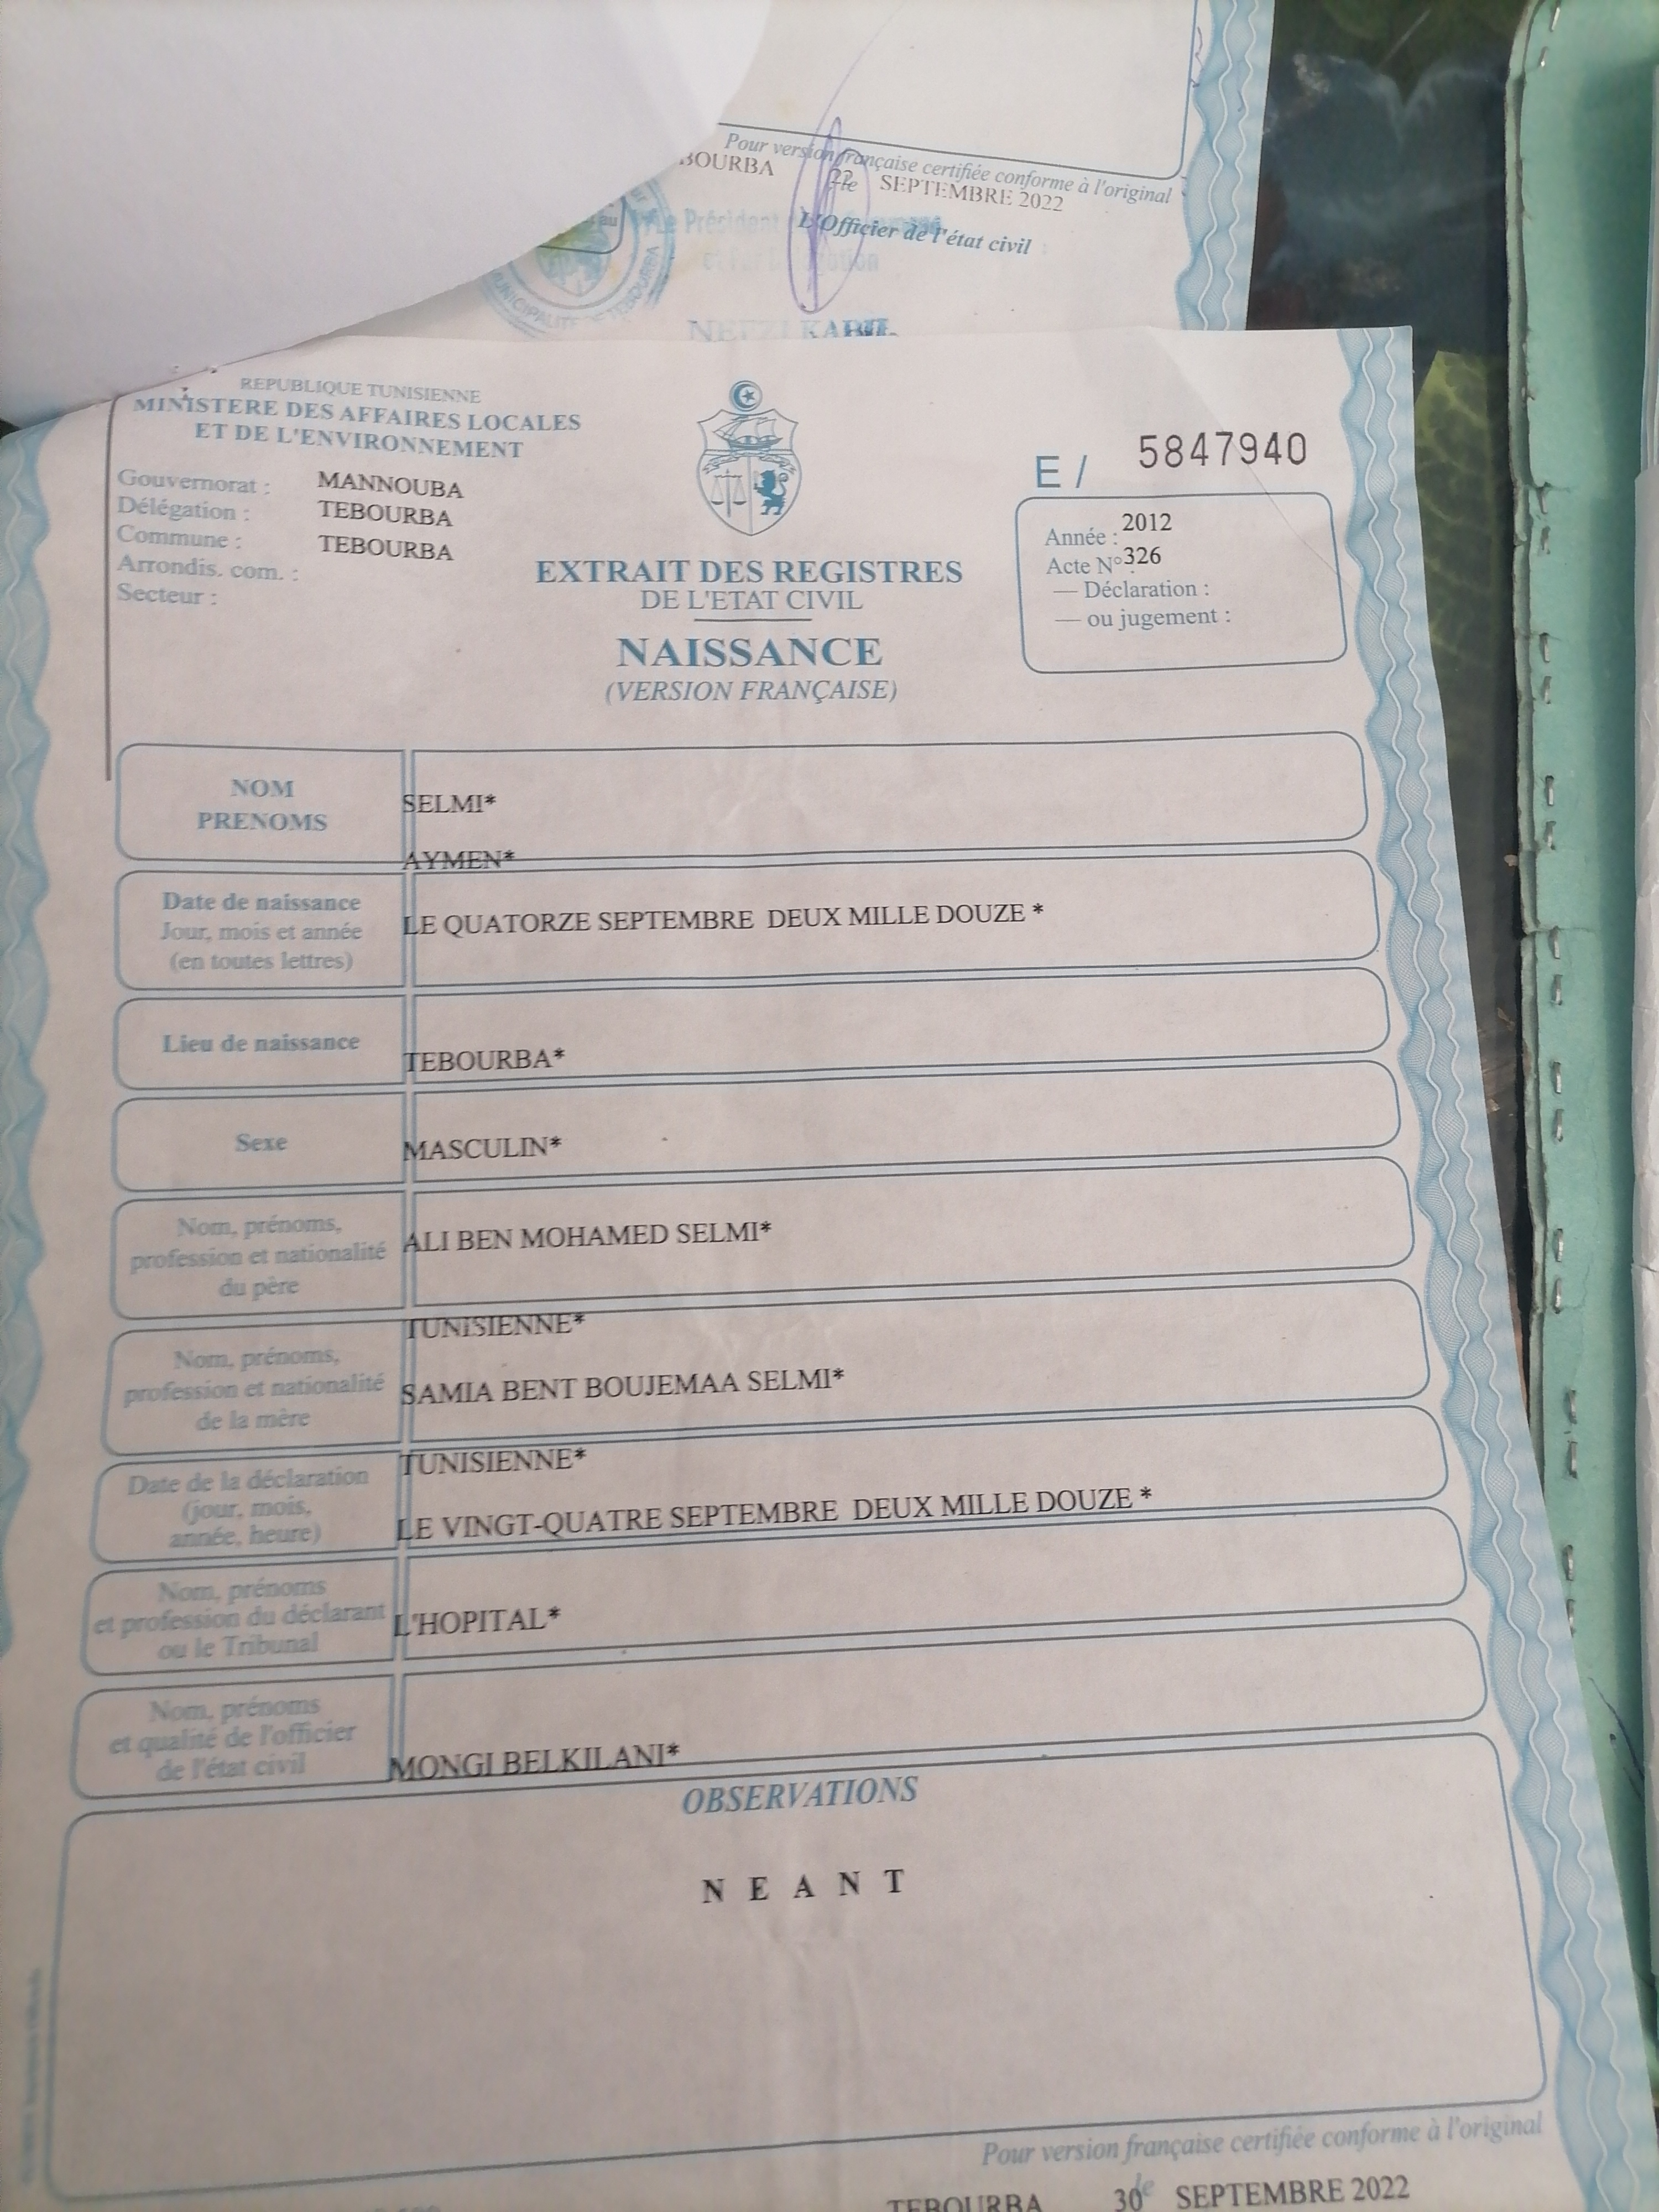 Pour version française certifiée conforme à l'original
BOURBA 22 le SEPTEMBRE 2022
Le Président
L'Officier de l'état civil
MUNICIPALITE DE TEBOURBA
REPUBLIQUE TUNISIENNE
MINISTERE DES AFFAIRES LOCALES
ET DE L'ENVIRONNEMENT
Gouvernorat : MANNOUBA
Délégation : TEBOURBA
Commune : TEBOURBA
Arrondis. com. :
Secteur :
E / 5847940
Année : 2012
Acte N° 326
— Déclaration :
— ou jugement :
EXTRAIT DES REGISTRES
DE L'ETAT CIVIL
NAISSANCE
(VERSION FRANÇAISE)
NOM
PRENOMS
SELMI*
AYMEN*
Date de naissance
Jour, mois et année
(en toutes lettres)
LE QUATORZE SEPTEMBRE DEUX MILLE DOUZE *
Lieu de naissance
TEBOURBA*
Sexe
MASCULIN*
Nom, prénoms,
profession et nationalité
du père
ALI BEN MOHAMED SELMI*
TUNISIENNE*
Nom, prénoms,
profession et nationalité
de la mère
SAMIA BENT BOUJEMAA SELMI*
TUNISIENNE*
Date de la déclaration
(jour, mois,
année, heure)
LE VINGT-QUATRE SEPTEMBRE DEUX MILLE DOUZE *
Nom, prénoms
et profession du déclarant
ou le Tribunal
L'HOPITAL*
Nom, prénoms
et qualité de l'officier
de l'état civil
MONGI BELKILANI*
OBSERVATIONS
N E A N T
Pour version française certifiée conforme à l'original
TEBOURBA 30 le SEPTEMBRE 2022